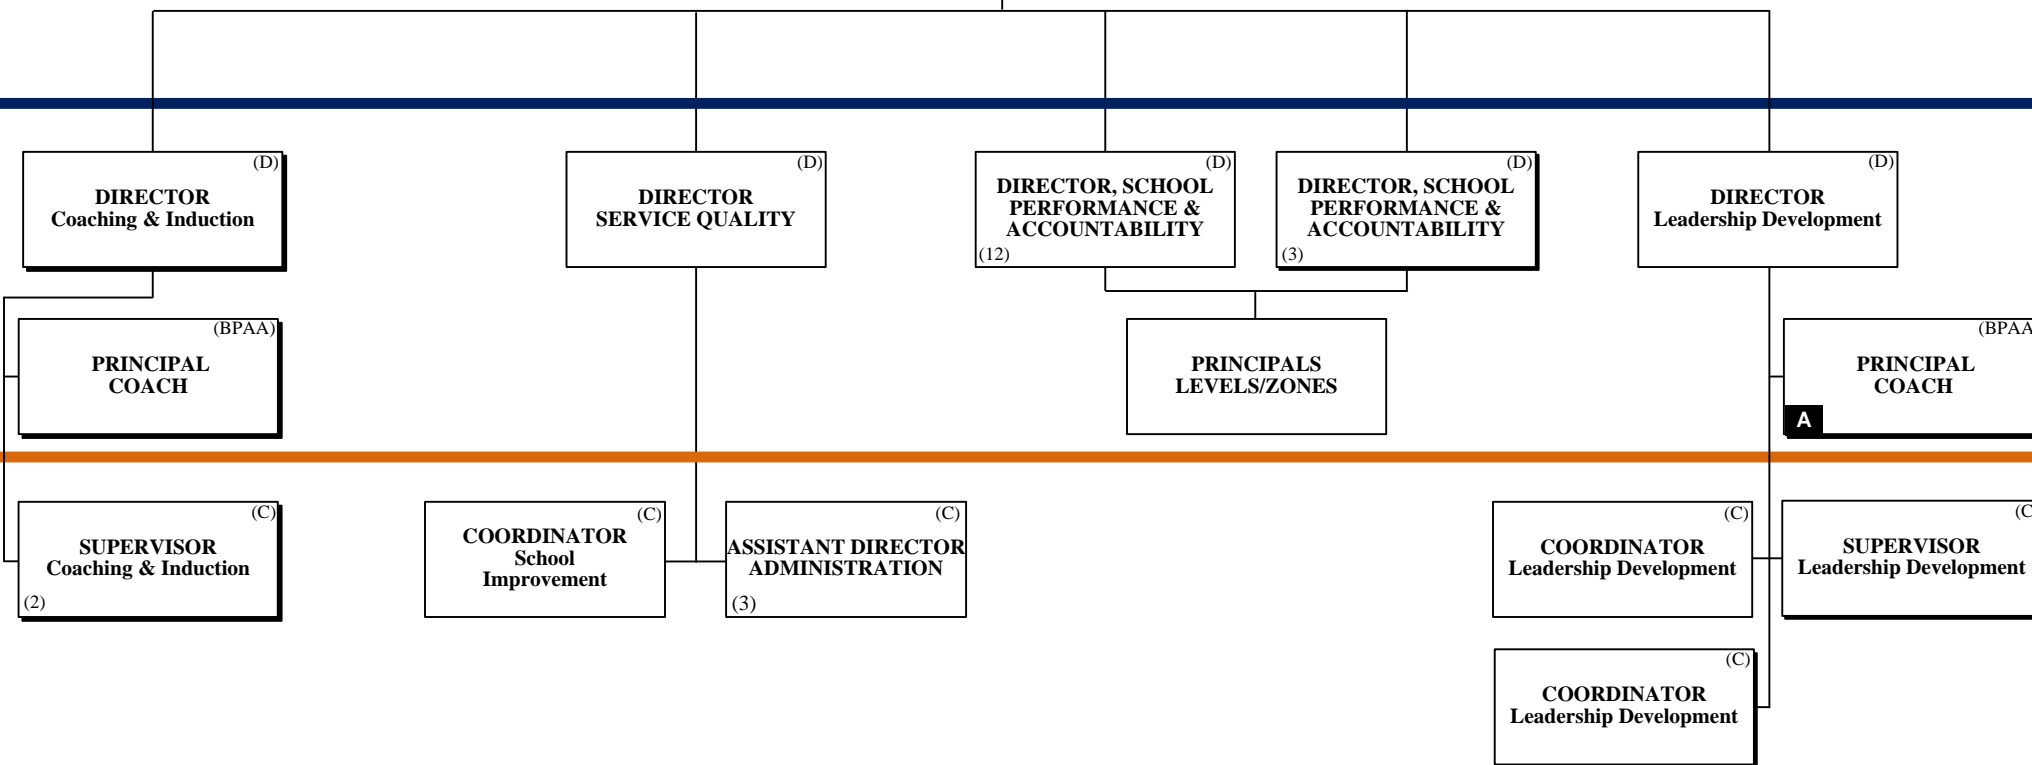 (D)
DIRECTOR
Coaching & Induction
(D)
DIRECTOR
SERVICE QUALITY
(D)
DIRECTOR, SCHOOL
PERFORMANCE &
ACCOUNTABILITY
(12)
(D)
DIRECTOR, SCHOOL
PERFORMANCE &
ACCOUNTABILITY
(3)
(D)
DIRECTOR
Leadership Development
(BPAA)
PRINCIPAL
COACH
PRINCIPALS
LEVELS/ZONES
(BPAA
PRINCIPAL
COACH
A
(C)
SUPERVISOR
Coaching & Induction
(2)
(C)
COORDINATOR
School
Improvement
(C)
ASSISTANT DIRECTOR
ADMINISTRATION
(3)
(C)
COORDINATOR
Leadership Development
(C
SUPERVISOR
Leadership Development
(C)
COORDINATOR
Leadership Development